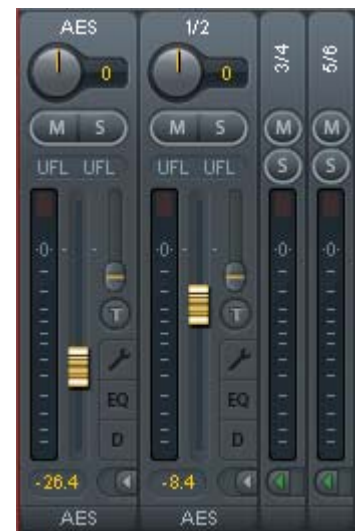 AES
0
M S
UFL UFL
-0-
T
EQ
D
-26.4
AES
1/2
0
M S
UFL UFL
-0-
T
EQ
D
-8.4
AES
3/4
M
S
-0-
5/6
M
S
-0-